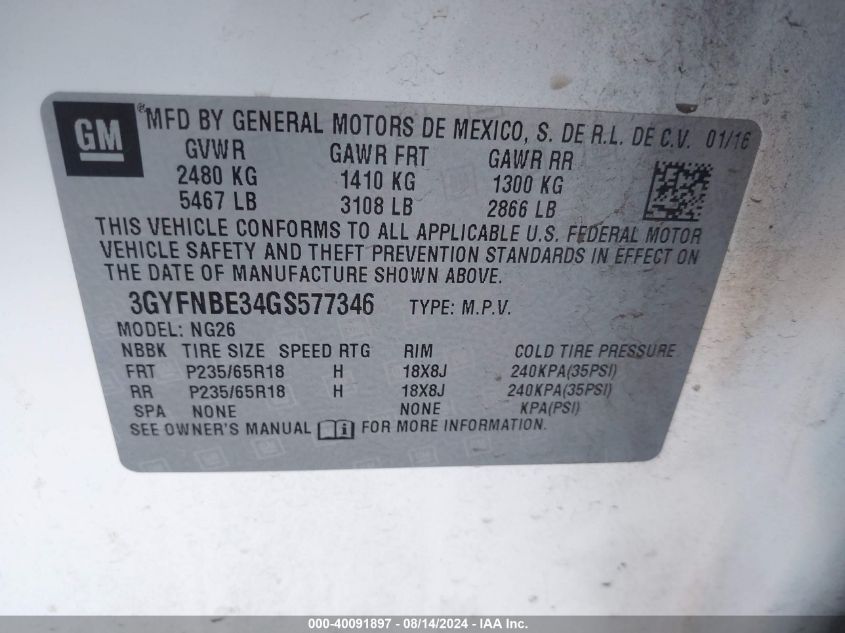 GM
®MFD BY GENERAL MOTORS DE MEXICO, S. DE R.L. DE C.V. 01/16
GVWR GAWR FRT GAWR RR
2480 KG 1410 KG 1300 KG
5467 LB 3108 LB 2866 LB
THIS VEHICLE CONFORMS TO ALL APPLICABLE U.S. FEDERAL MOTOR
VEHICLE SAFETY AND THEFT PREVENTION STANDARDS IN EFFECT ON
THE DATE OF MANUFACTURE SHOWN ABOVE.
3GYFNBE34GS577346 TYPE: M.P.V.
MODEL: NG26
NBBK TIRE SIZE SPEED RTG RIM COLD TIRE PRESSURE
FRT P235/65R18 H 18X8J 240KPA(35PSI)
RR P235/65R18 H 18X8J 240KPA(35PSI)
SPA NONE NONE KPA(PSI)
SEE OWNER'S MANUAL FOR MORE INFORMATION.
000-40091897 - 08/14/2024 - IAA Inc.